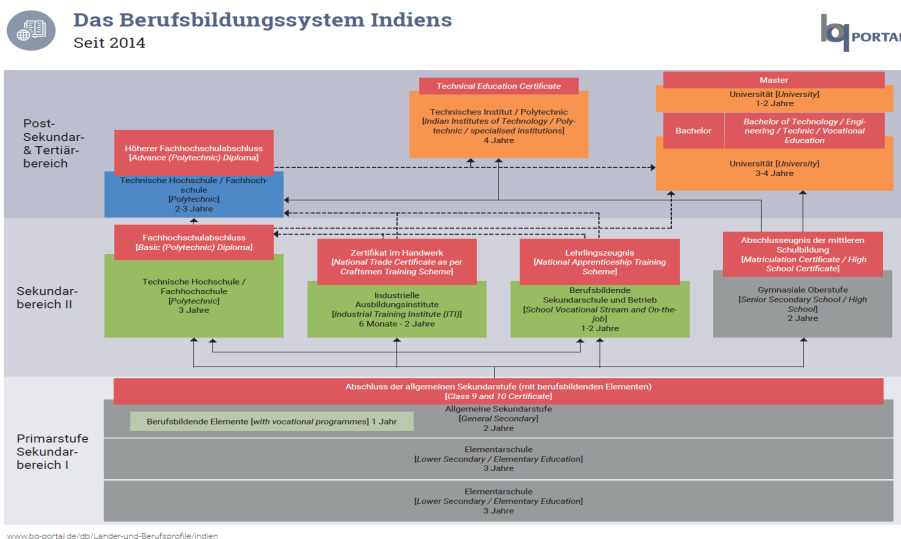 Das Berufsbildungssystem Indiens
Seit 2014
bq PORTAL
Post-
Sekundar-
& Tertiär-
bereich
Technical Education Certificate
Technisches Institut / Polytechnic
[Indian Institutes of Technology / Poly-
technic / specialised institutions]
4 Jahre
Master
Universität [University]
1-2 Jahre
Bachelor
Bachelor of Technology / Engi-
neering / Technic / Vocational
Education
Universität [University]
3-4 Jahre
Höherer Fachhochschulabschluss
[Advance (Polytechnic) Diploma]
Technische Hochschule / Fachhoch-
schule
[Polytechnic]
2-3 Jahre
Sekundar-
bereich II
Fachhochschulabschluss
[Basic (Polytechnic) Diploma]
Technische Hochschule /
Fachhochschule
[Polytechnic]
3 Jahre
Zertifikat im Handwerk
[National Trade Certificate as per
Craftsmen Training Scheme]
Industrielle
Ausbildungsinstitute
[Industrial Training Institute (ITI)]
6 Monate - 2 Jahre
Lehrlingszeugnis
[National Apprenticeship Training
Scheme]
Berufsbildende
Sekundarschule und Betrieb
[School Vocational Stream and On-the-
job]
1-2 Jahre
Abschlusseugnis der mittleren
Schulbildung
[Matriculation Certificate / High
School Certificate]
Gymnasiale Oberstufe
[Senior Secondary School / High
School]
2 Jahre
Primarstufe
Sekundar-
bereich I
Abschluss der allgemeinen Sekundarstufe (mit berufsbildenden Elementen)
[Class 9 and 10 Certificate]
Allgemeine Sekundarstufe
[General Secondary]
2 Jahre
Berufsbildende Elemente [with vocational programmes] 1 Jahr
Elementarschule
[Lower Secondary / Elementary Education]
3 Jahre
Elementarschule
[Lower Secondary / Elementary Education]
3 Jahre
www.bq-portal.de/db/Länder-und-Berufsprofile/indien